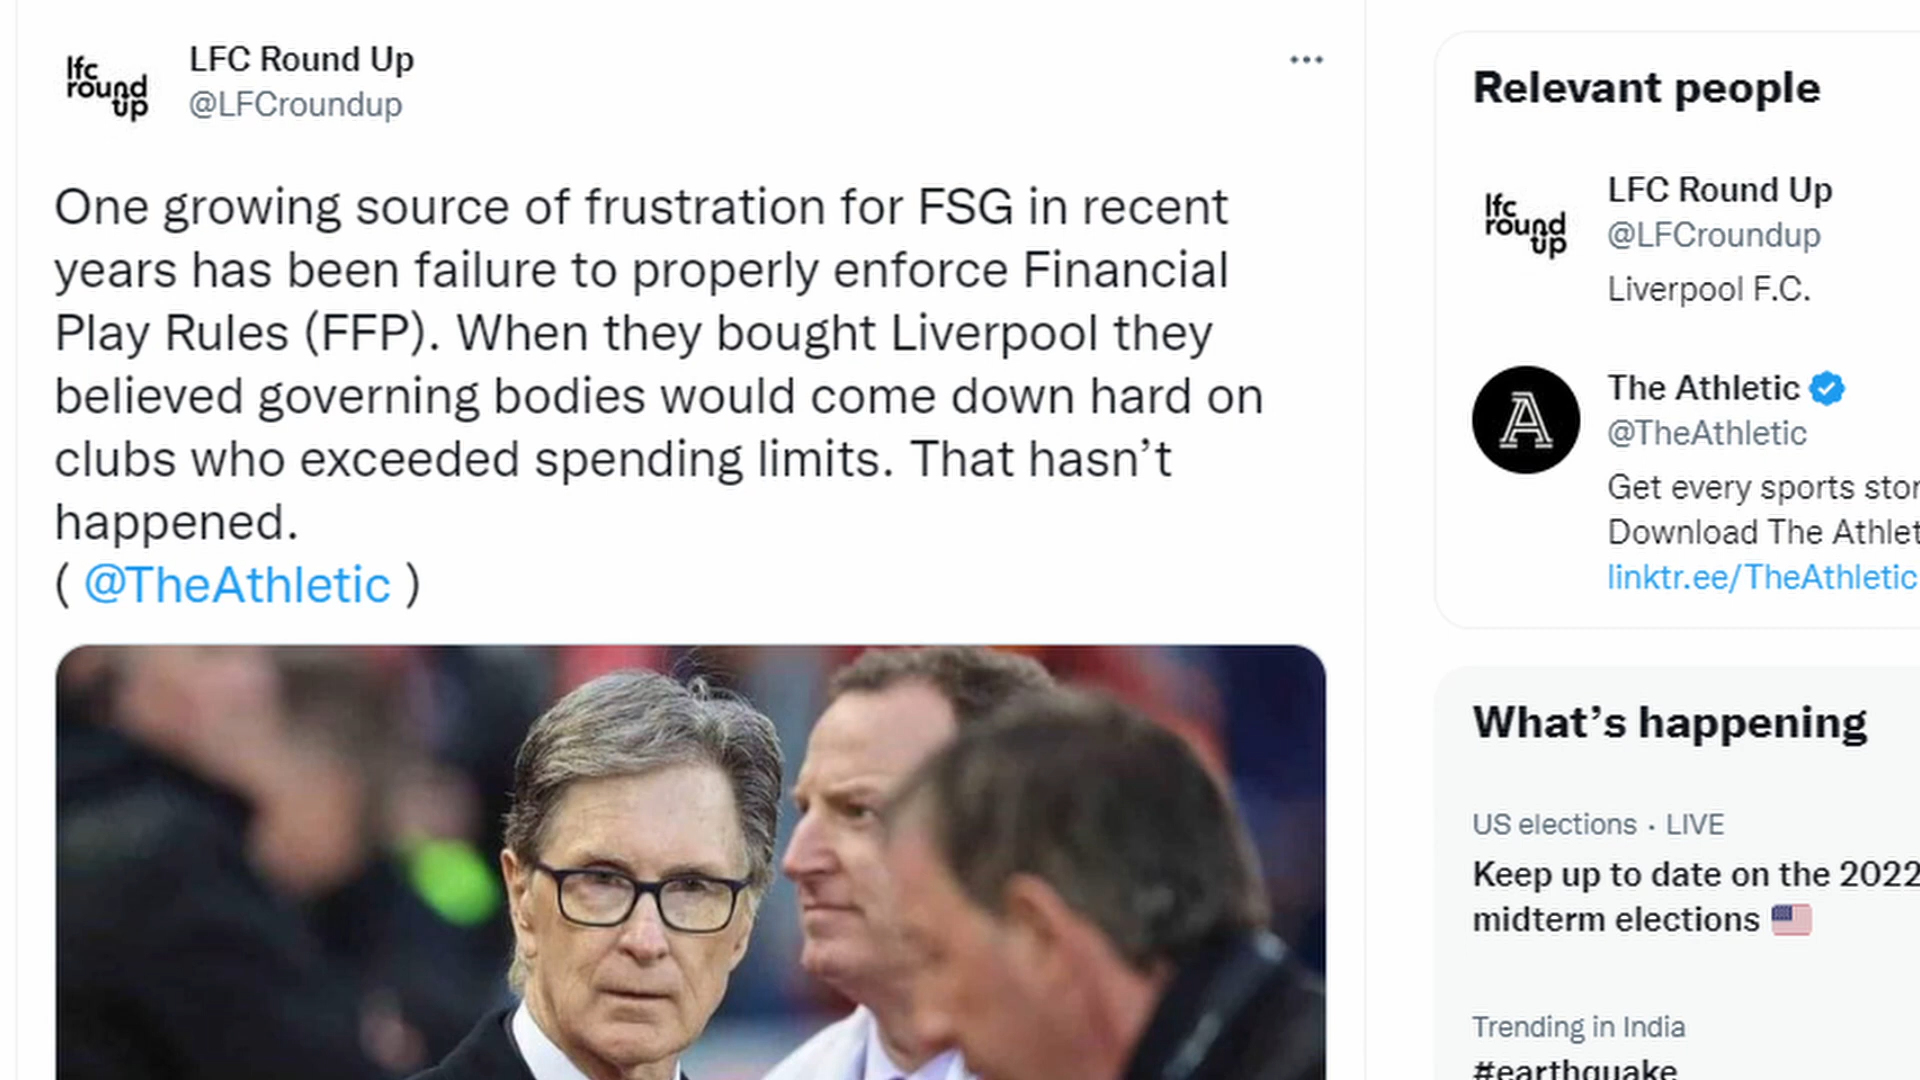 lfc
round
up
LFC Round Up
@LFCroundup
One growing source of frustration for FSG in recent
years has been failure to properly enforce Financial
Play Rules (FFP). When they bought Liverpool they
believed governing bodies would come down hard on
clubs who exceeded spending limits. That hasn’t
happened.
( @TheAthletic )
Relevant people
lfc
round
up
LFC Round Up
@LFCroundup
Liverpool F.C.
A
The Athletic
@TheAthletic
Get every sports stor
Download The Athlet
linktr.ee/TheAthletic
What’s happening
US elections · LIVE
Keep up to date on the 2022
midterm elections
Trending in India
#earthquake